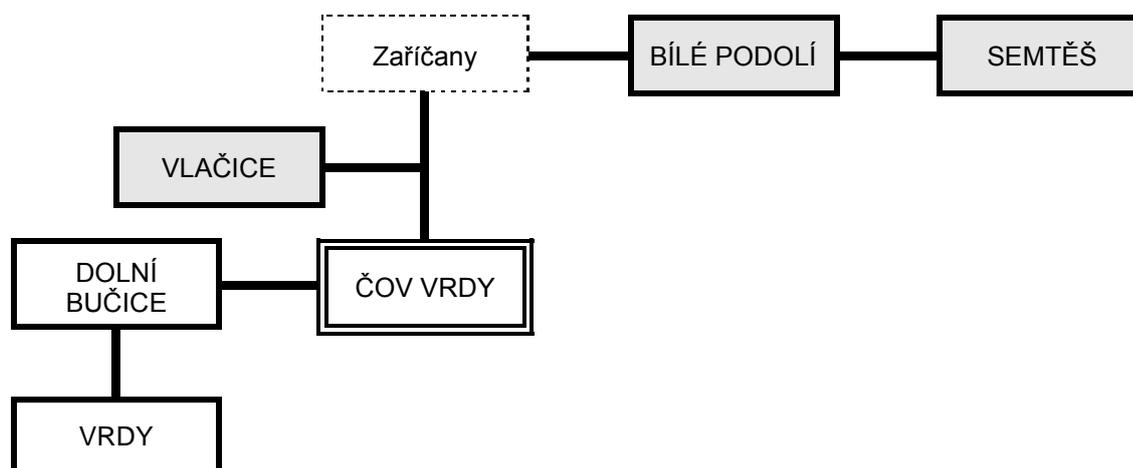 Zaříčany
BÍLÉ PODOLÍ
SEMTĚŠ
VLAČICE
DOLNÍ
BUČICE
ČOV VRDY
VRDY